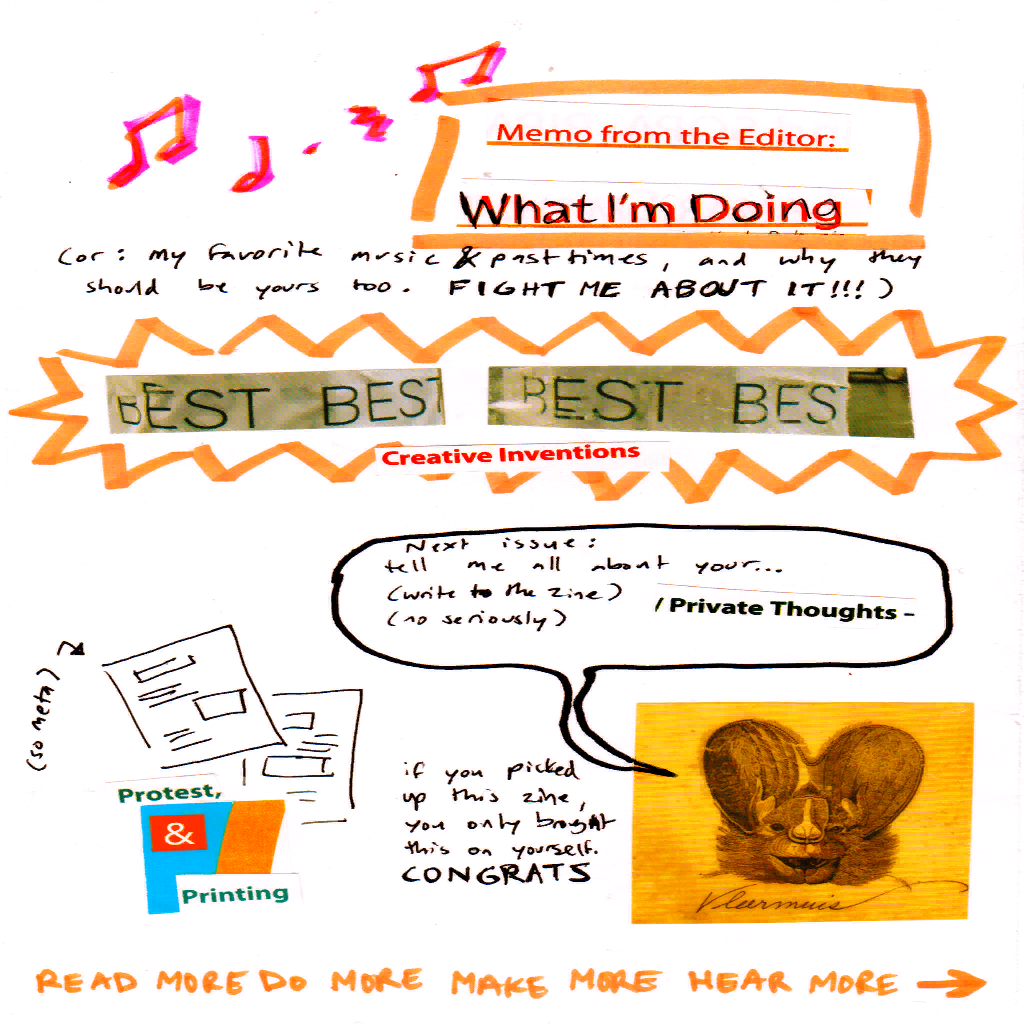 Memo from the Editor:
What I'm Doing
(or: my favorite music & pasttimes, and why they
should be yours too. FIGHT ME ABOUT IT!!!)
BEST BEST BEST BES
Creative Inventions
Next issue:
tell me all about your...
(write to the zine)
(no seriously)
/ Private Thoughts –
(so meta)
Protest,
&
Printing
if you picked
up this zine,
you only brought
this on yourself.
CONGRATS
Vleermuis
READ MORE DO MORE MAKE MORE HEAR MORE →